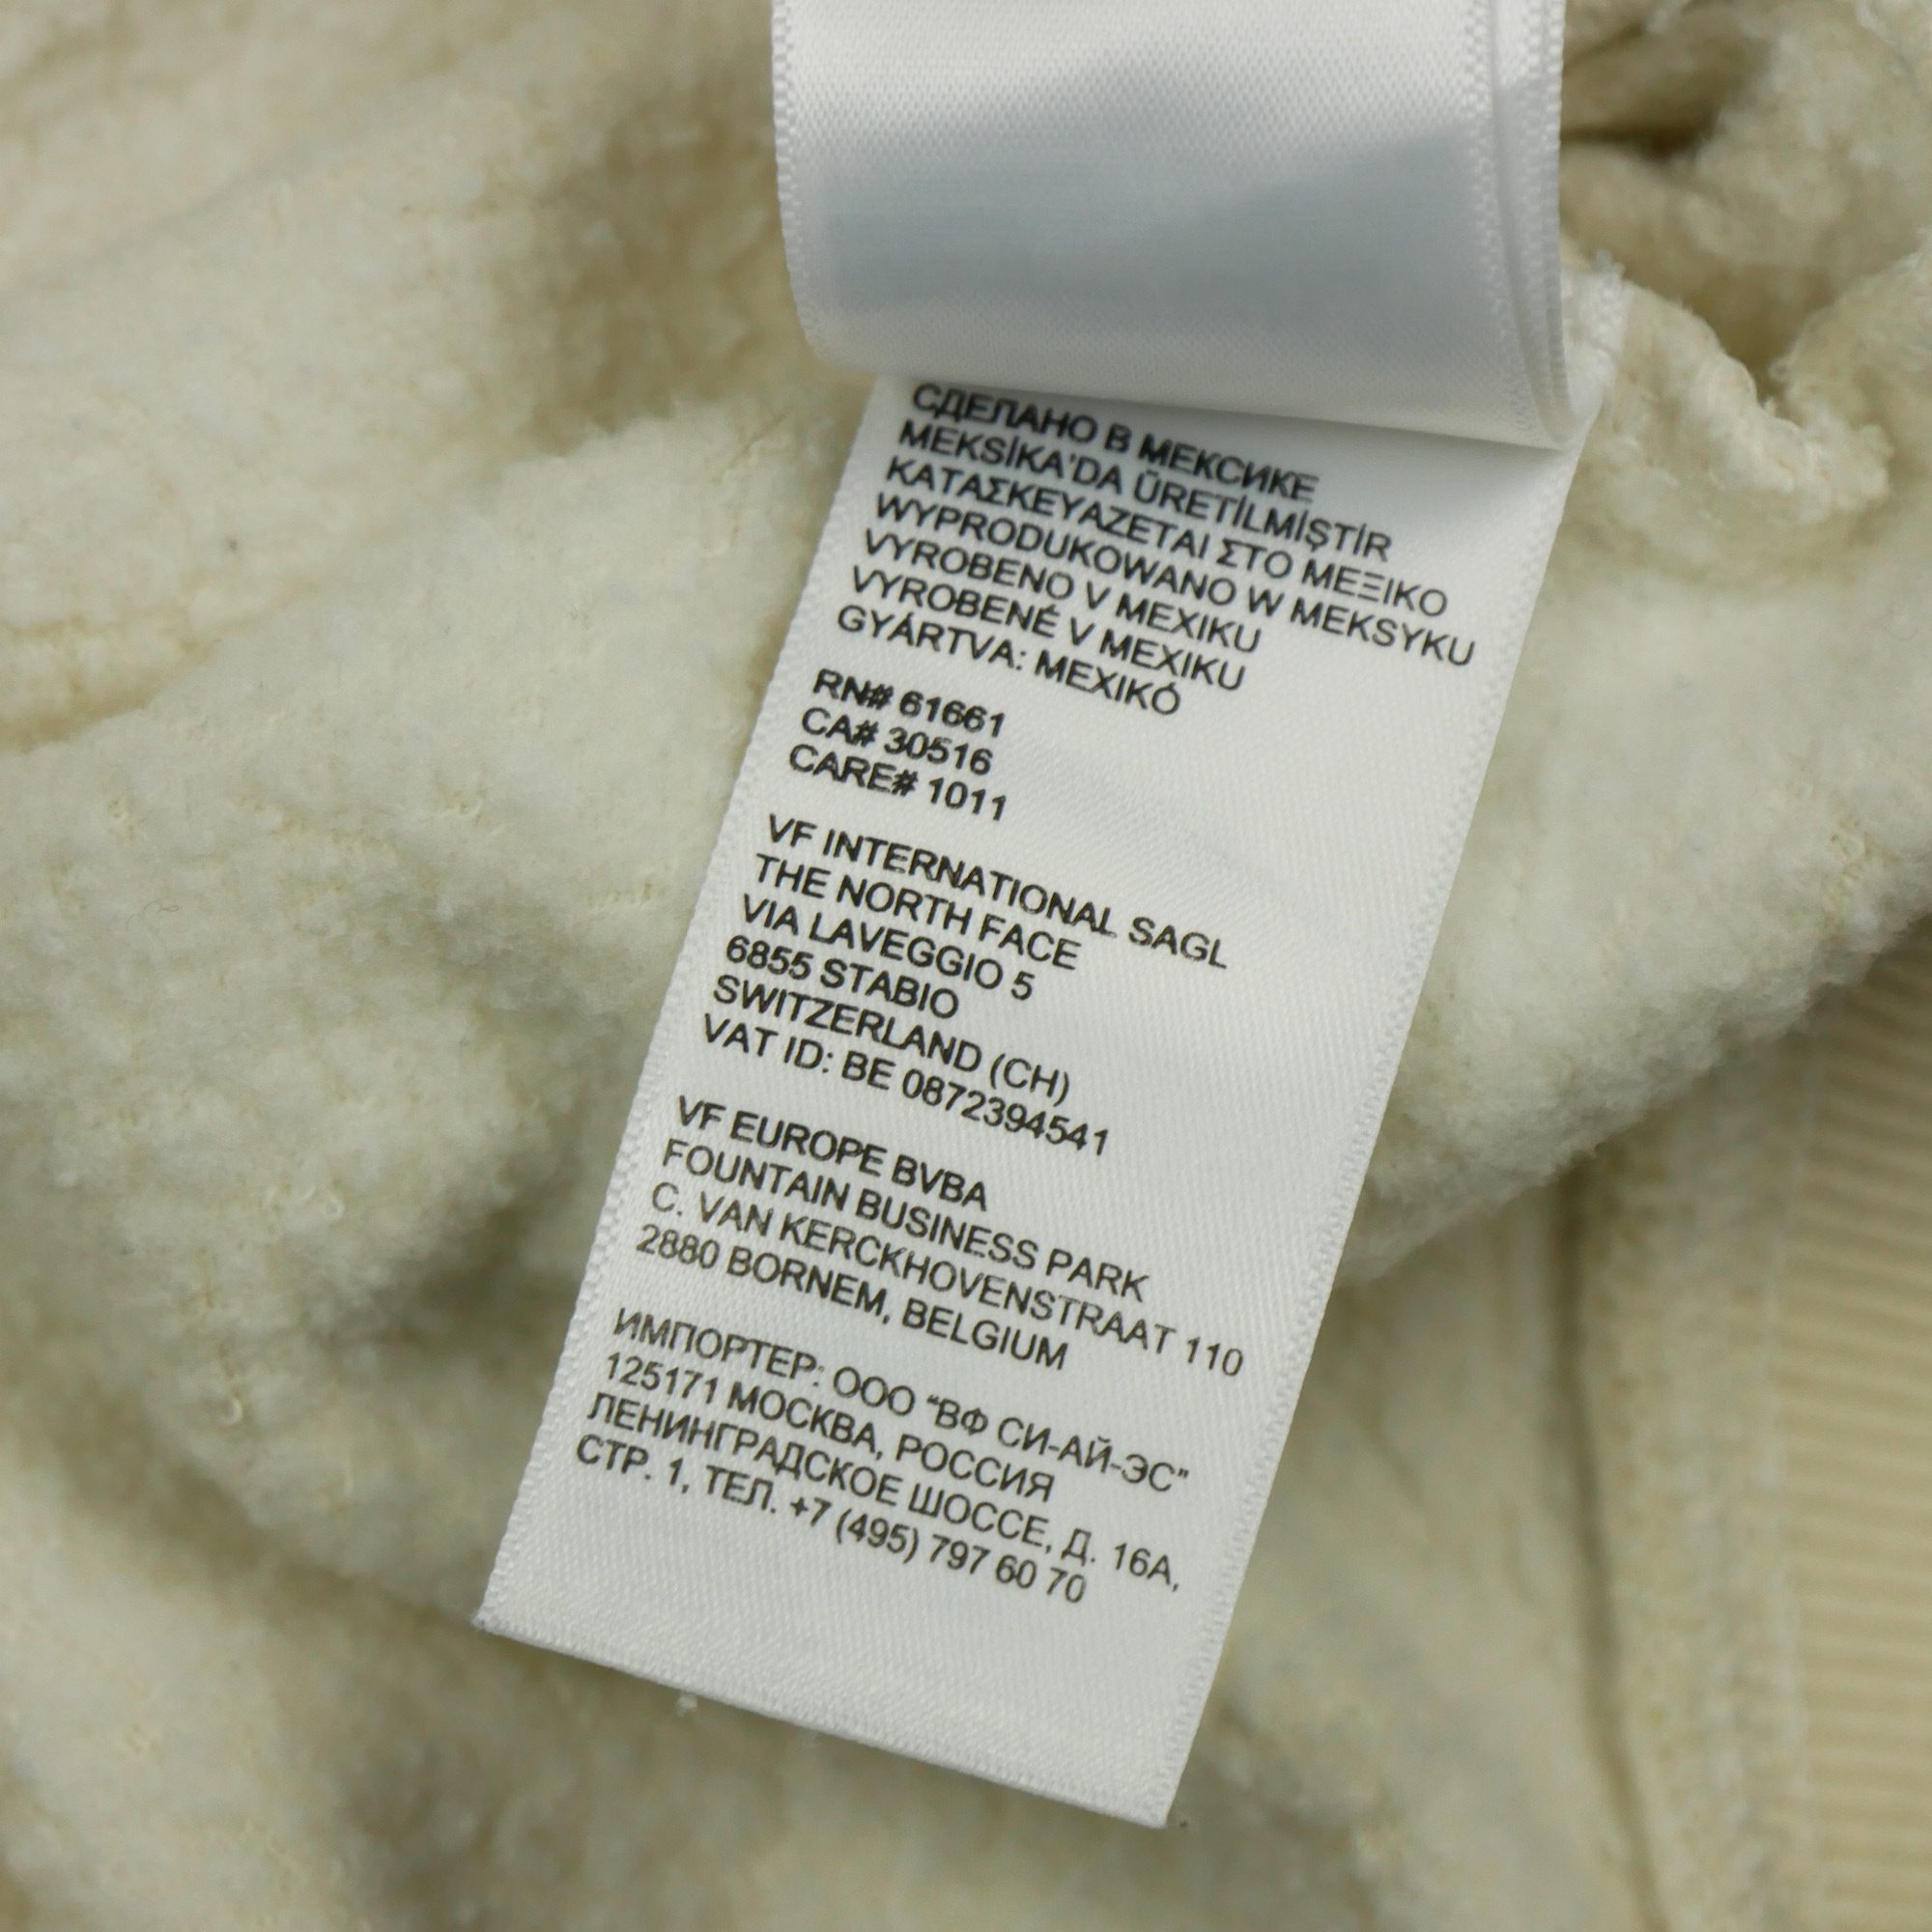 СДЕЛАНО В МЕКСИКЕ
MEKSİKA'DA ÜRETİLMİŞTİR
ΚΑΤΑΣΚΕΥΑΖΕΤΑΙ ΣΤΟ ΜΕΞΙΚΟ
WYPRODUKOWANO W MEKSYKU
VYROBENO V MEXIKU
VYROBENÉ V MEXIKU
GYÁRTVA: MEXIKÓ
RN# 61661
CA# 30516
CARE# 1011
VF INTERNATIONAL SAGL
THE NORTH FACE
VIA LAVEGGIO 5
6855 STABIO
SWITZERLAND (CH)
VAT ID: BE 0872394541
VF EUROPE BVBA
FOUNTAIN BUSINESS PARK
C. VAN KERCKHOVENSTRAAT 110
2880 BORNEM, BELGIUM
ИМПОРТЕР: ООО “ВФ СИ-АЙ-ЭС”
125171 МОСКВА, РОССИЯ
ЛЕНИНГРАДСКОЕ ШОССЕ, Д. 16А,
СТР. 1, ТЕЛ. +7 (495) 797 60 70